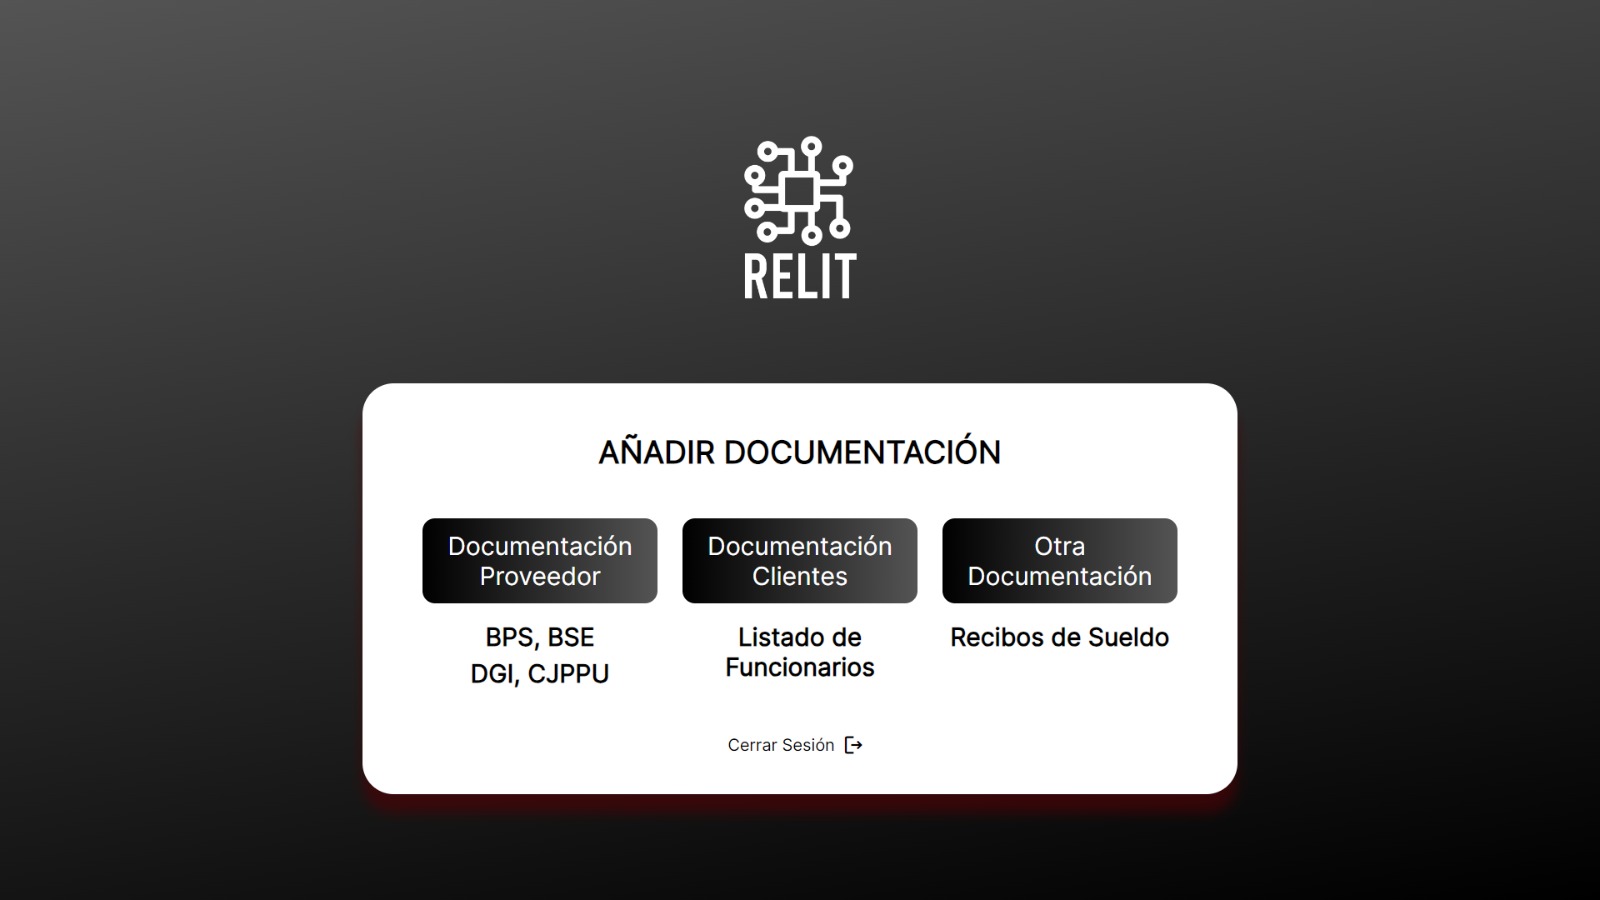 RELIT
AÑADIR DOCUMENTACIÓN
Documentación
Proveedor
Documentación
Clientes
Otra
Documentación
BPS, BSE
DGI, CJPPU
Listado de
Funcionarios
Recibos de Sueldo
Cerrar Sesión